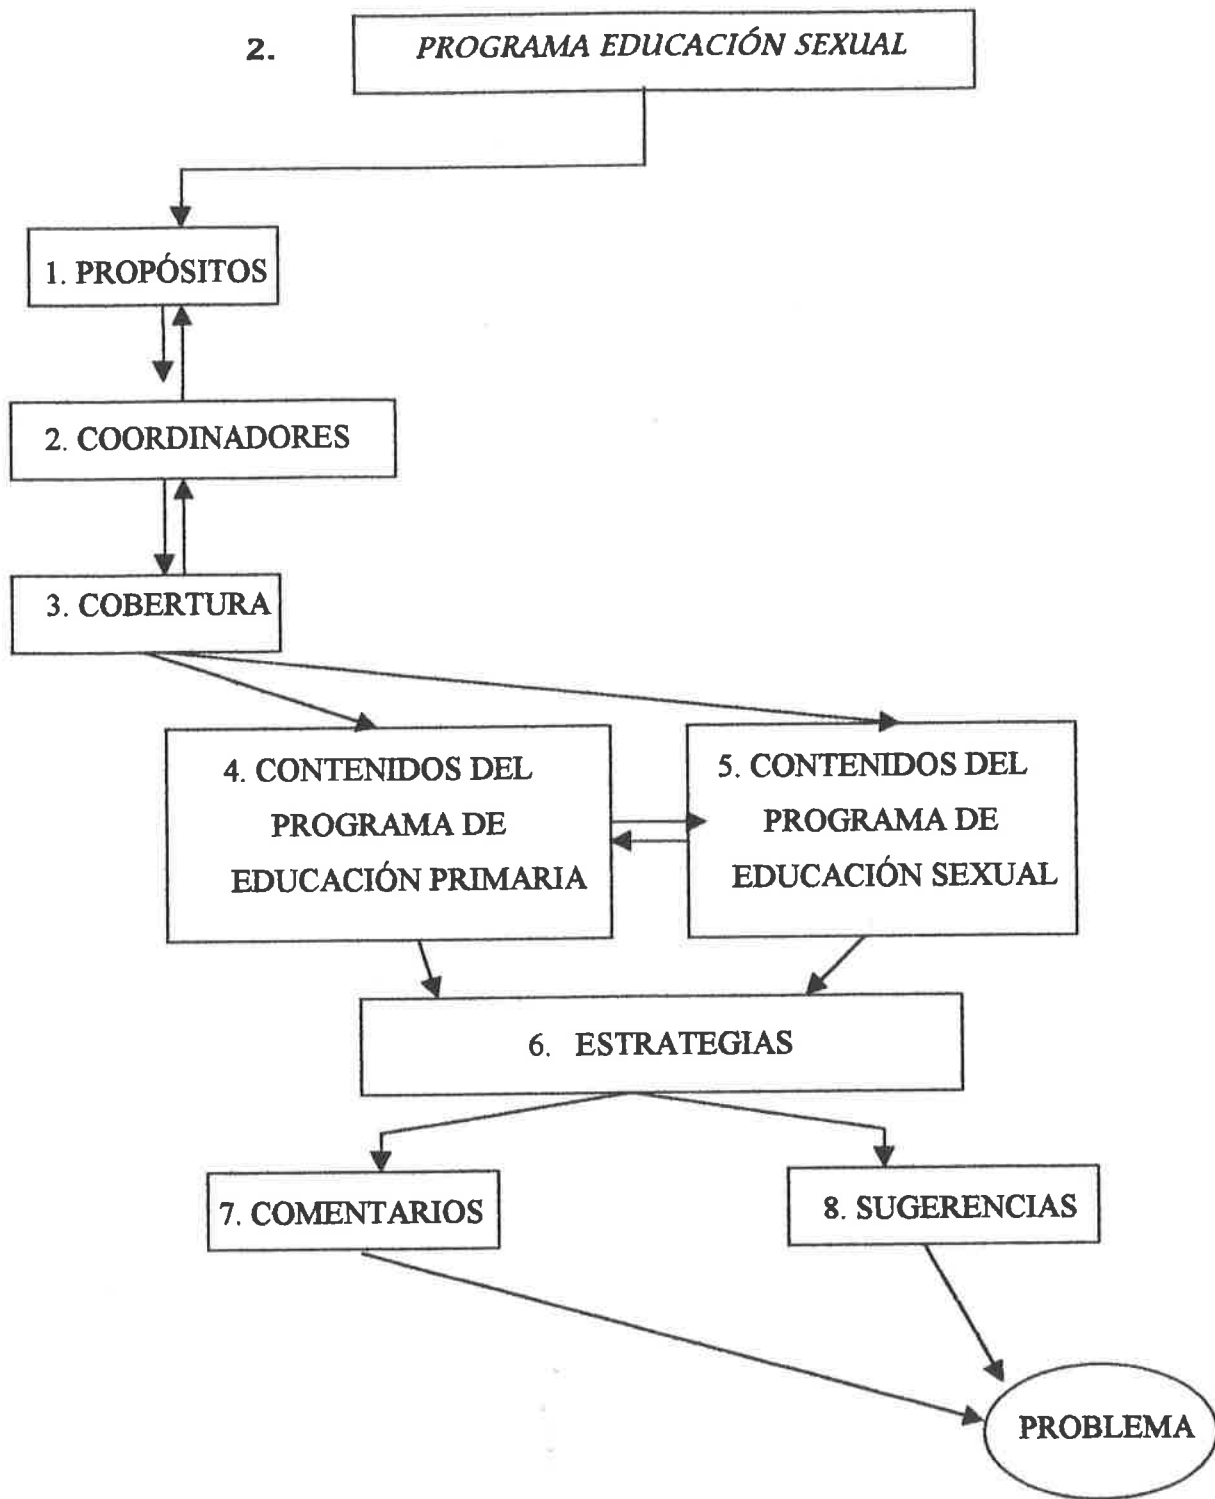 2. PROGRAMA EDUCACIÓN SEXUAL
1. PROPÓSITOS
2. COORDINADORES
3. COBERTURA
4. CONTENIDOS DEL
PROGRAMA DE
EDUCACIÓN PRIMARIA
5. CONTENIDOS DEL
PROGRAMA DE
EDUCACIÓN SEXUAL
6. ESTRATEGIAS
7. COMENTARIOS
8. SUGERENCIAS
PROBLEMA